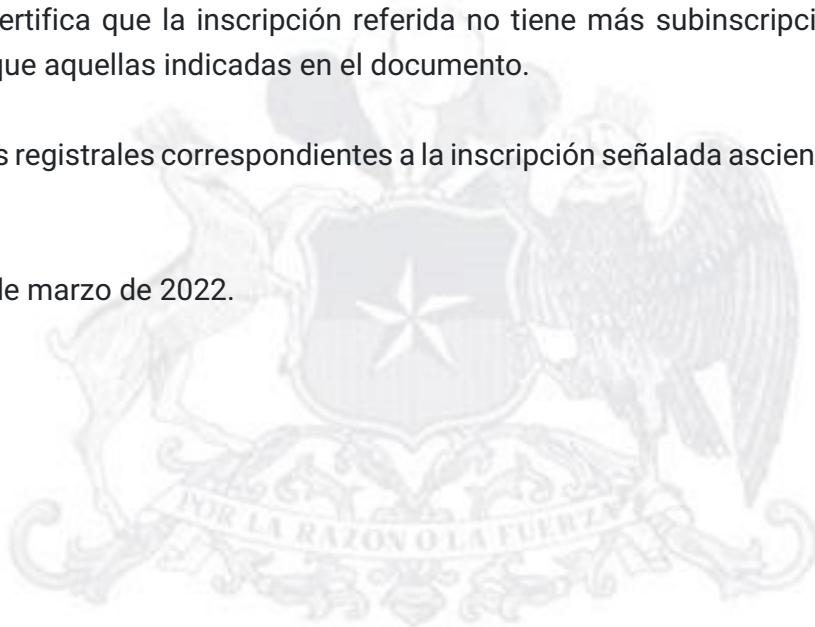 ertifica que la inscripción referida no tiene más subinscripci
que aquellas indicadas en el documento.
s registrales correspondientes a la inscripción señalada ascien
de marzo de 2022.
POR LA RAZON O LA FUERZA